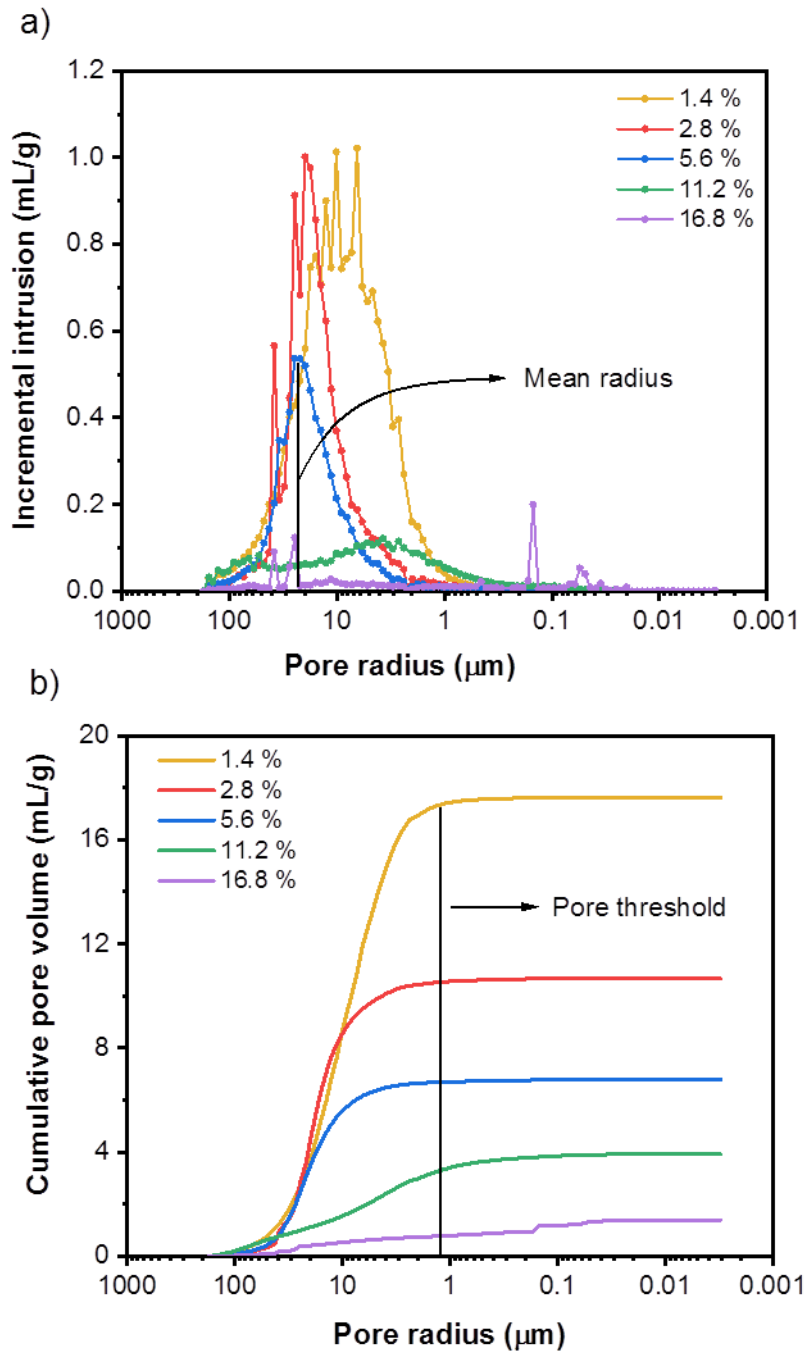 a)
1.2
1.0
0.8
0.6
0.4
0.2
0.0
Incremental intrusion (mL/g)
1.4 %
2.8 %
5.6 %
11.2 %
16.8 %
Mean radius
1000 100 10 1 0.1 0.01 0.001
Pore radius (μm)
b)
20
16
12
8
4
0
Cumulative pore volume (mL/g)
1.4 %
2.8 %
5.6 %
11.2 %
16.8 %
Pore threshold
1000 100 10 1 0.1 0.01 0.001
Pore radius (μm)